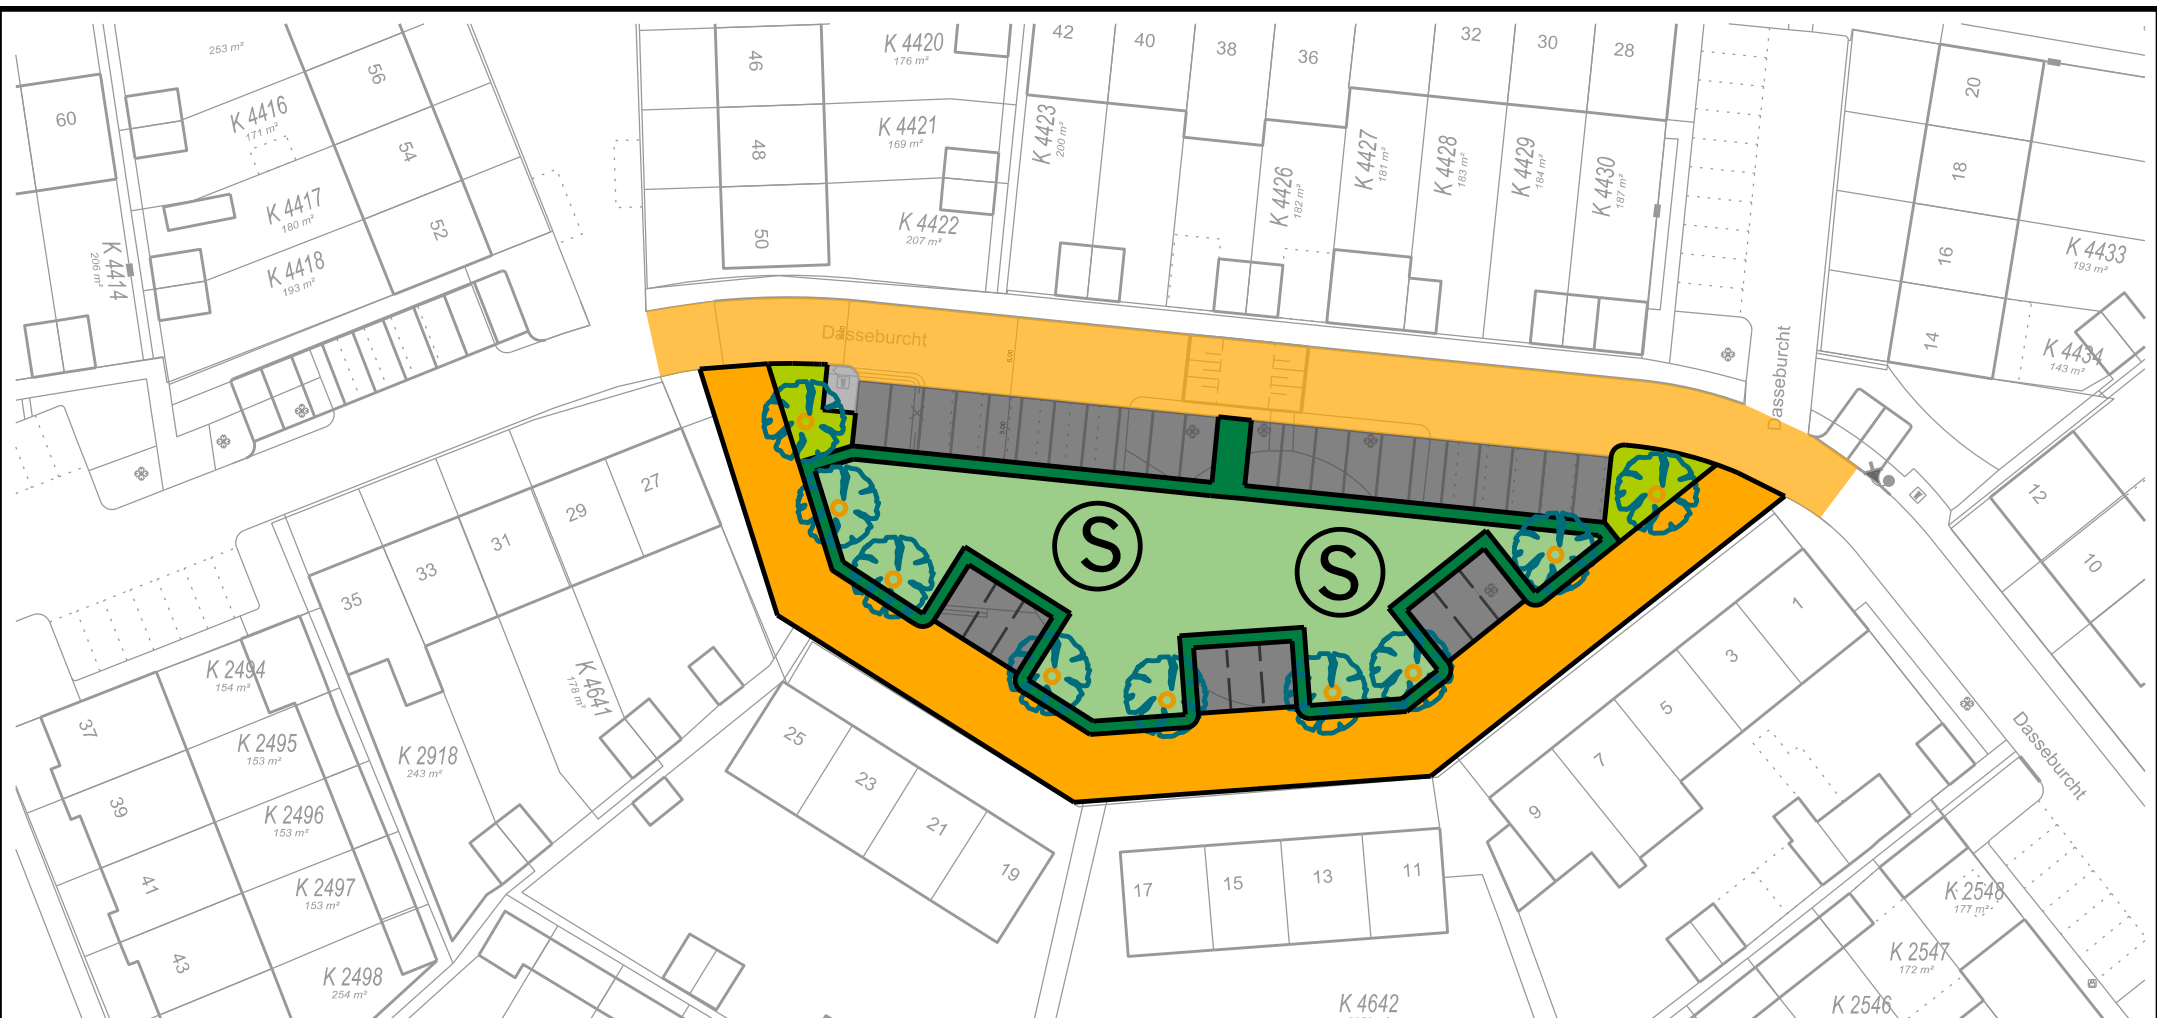 253 m²
60
K 4416
171 m²
56
54
52
K 4417
180 m²
K 4418
193 m²
K 4414
206 m²
46
48
50
K 4420
176 m²
K 4421
169 m²
K 4422
207 m²
42
40
38
36
32
30
28
K 4423
200 m²
K 4426
182 m²
K 4427
181 m²
K 4428
183 m²
K 4429
184 m²
K 4430
187 m²
20
18
16
14
K 4433
193 m²
K 4434
143 m²
Dasseburcht
Dasseburcht
5.00
S
S
27
29
31
33
35
K 4641
178 m²
K 2494
154 m²
37
K 2495
153 m²
K 2918
243 m²
39
K 2496
153 m²
41
K 2497
153 m²
43
K 2498
254 m²
25
23
21
19
17
15
13
11
9
7
5
3
1
12
10
Dasseburcht
K 2548
177 m²
K 2547
172 m²
K 2546
K 4642